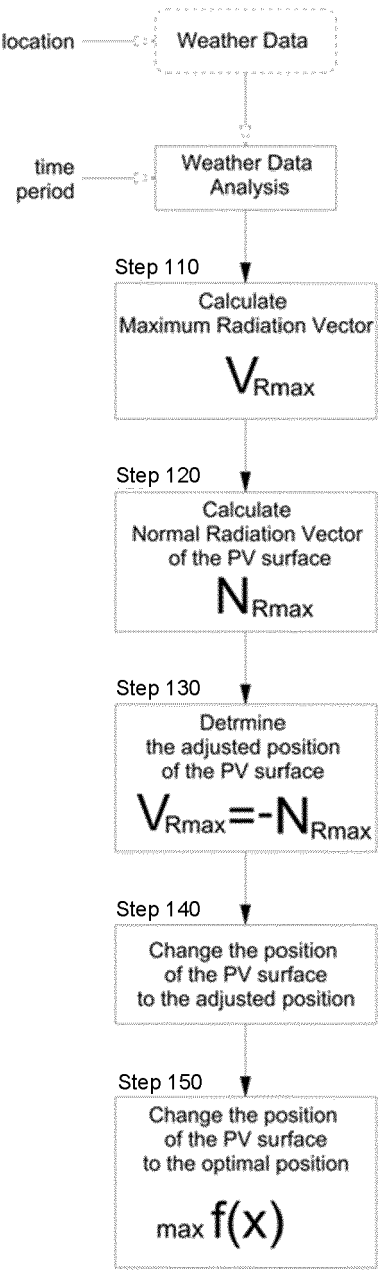 location
Weather Data
time
period
Weather Data
Analysis
Step 110
Calculate
Maximum Radiation Vector
VRmax
Step 120
Calculate
Normal Radiation Vector
of the PV surface
NRmax
Step 130
Detrmine
the adjusted position
of the PV surface
VRmax=-NRmax
Step 140
Change the position
of the PV surface
to the adjusted position
Step 150
Change the position
of the PV surface
to the optimal position
max f(x)